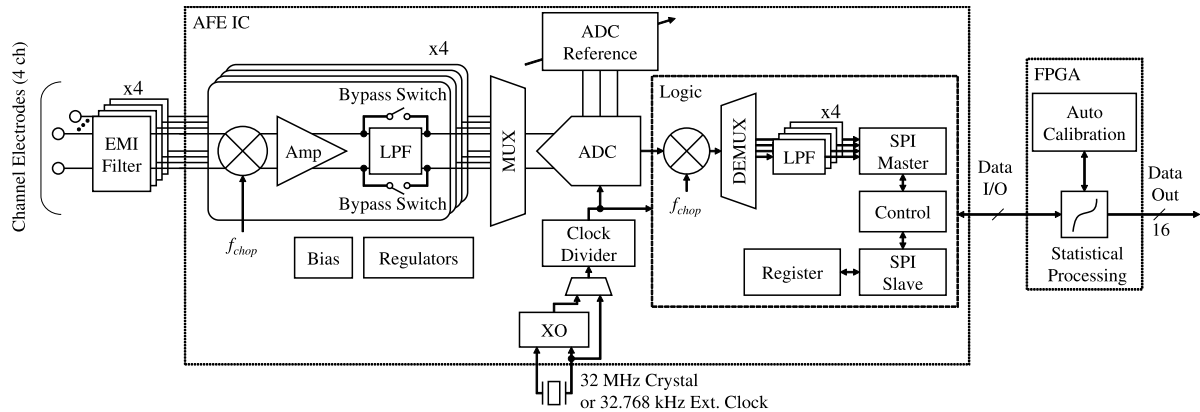 Channel Electrodes (4 ch)
x4
EMI
Filter
AFE IC
x4
Bypass Switch
Amp
LPF
Bypass Switch
f_chop
Bias
Regulators
MUX
ADC
Reference
ADC
Clock
Divider
XO
32 MHz Crystal
or 32.768 kHz Ext. Clock
Logic
f_chop
DEMUX
x4
LPF
SPI
Master
Control
SPI
Slave
Register
Data
I/O
FPGA
Auto
Calibration
Statistical
Processing
Data
Out
16